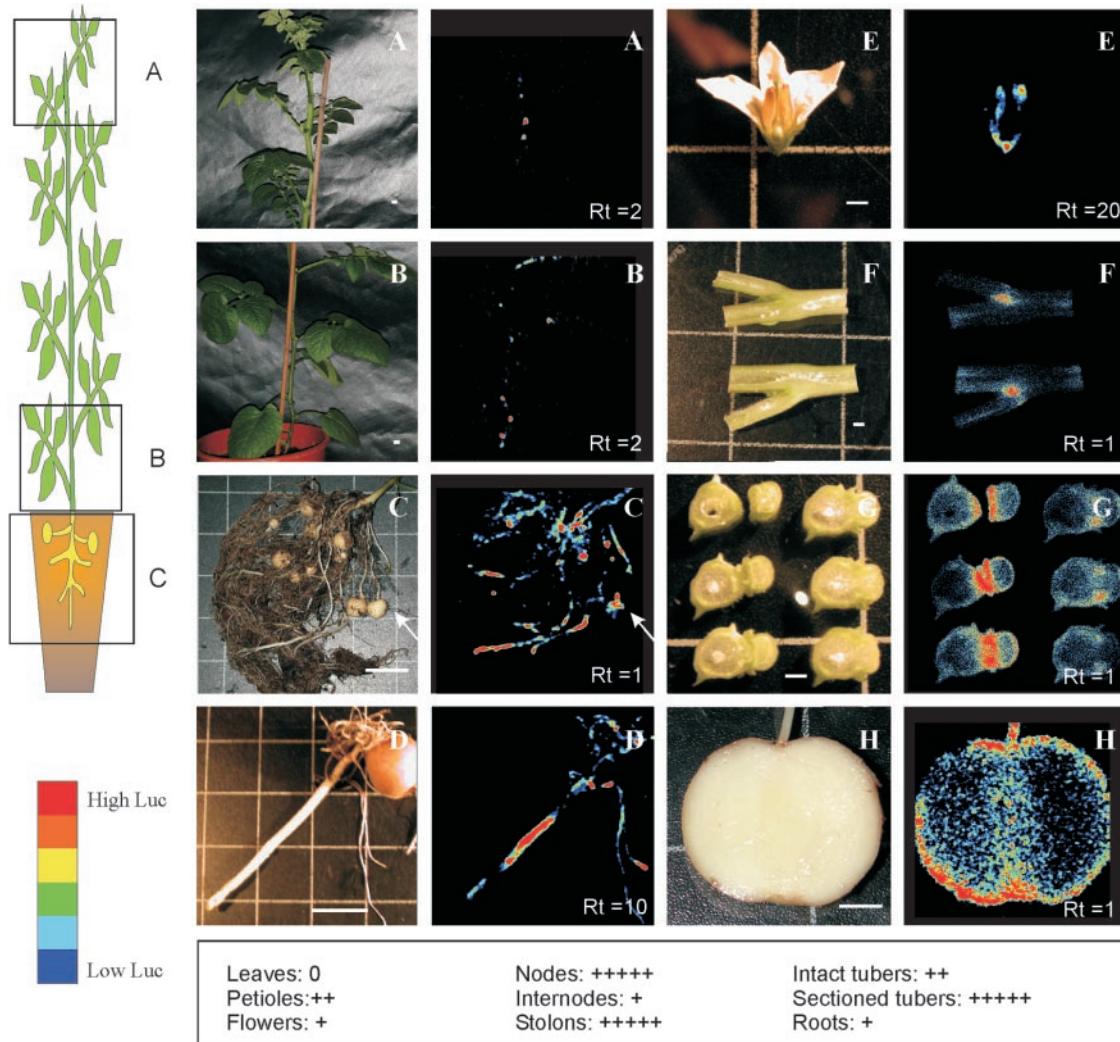 A
B
C
High Luc
Low Luc
A
A
Rt =2
E
E
Rt =20
B
B
Rt =2
F
F
Rt =1
C
C
Rt =1
G
G
Rt =1
D
D
Rt =10
H
H
Rt =1
Leaves: 0
Petioles:++
Flowers: +
Nodes: +++++
Internodes: +
Stolons: +++++
Intact tubers: ++
Sectioned tubers: +++++
Roots: +